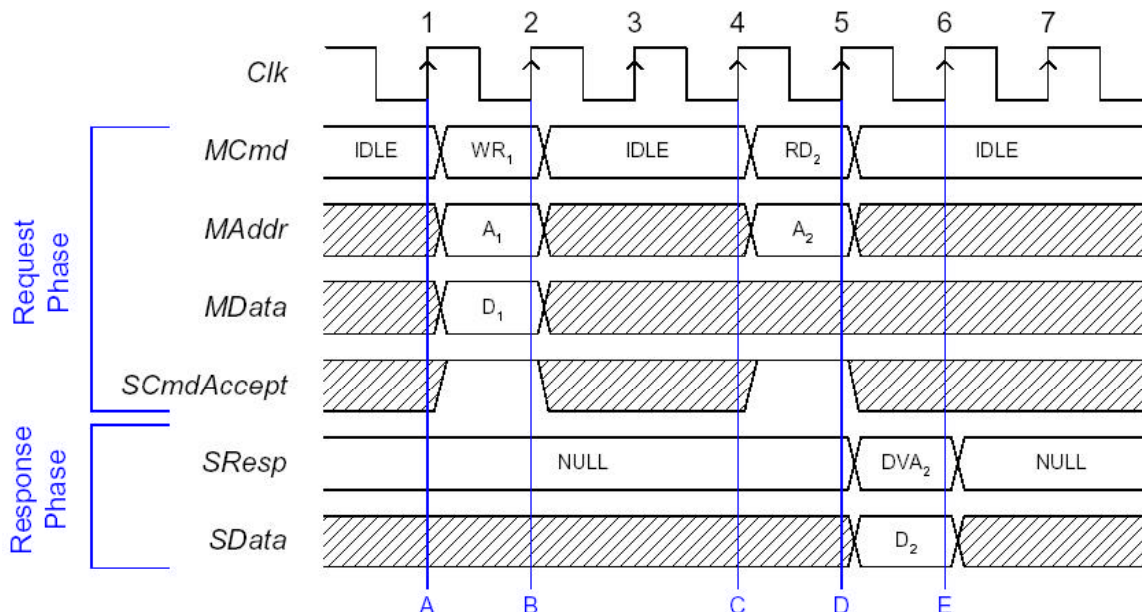 1 2 3 4 5 6 7
Clk
MCmd IDLE WR₁ IDLE RD₂ IDLE
MAddr A₁ A₂
Request
Phase
MData D₁
SCmdAccept
SResp NULL DVA₂ NULL
Response
Phase
SData D₂
A B C D E